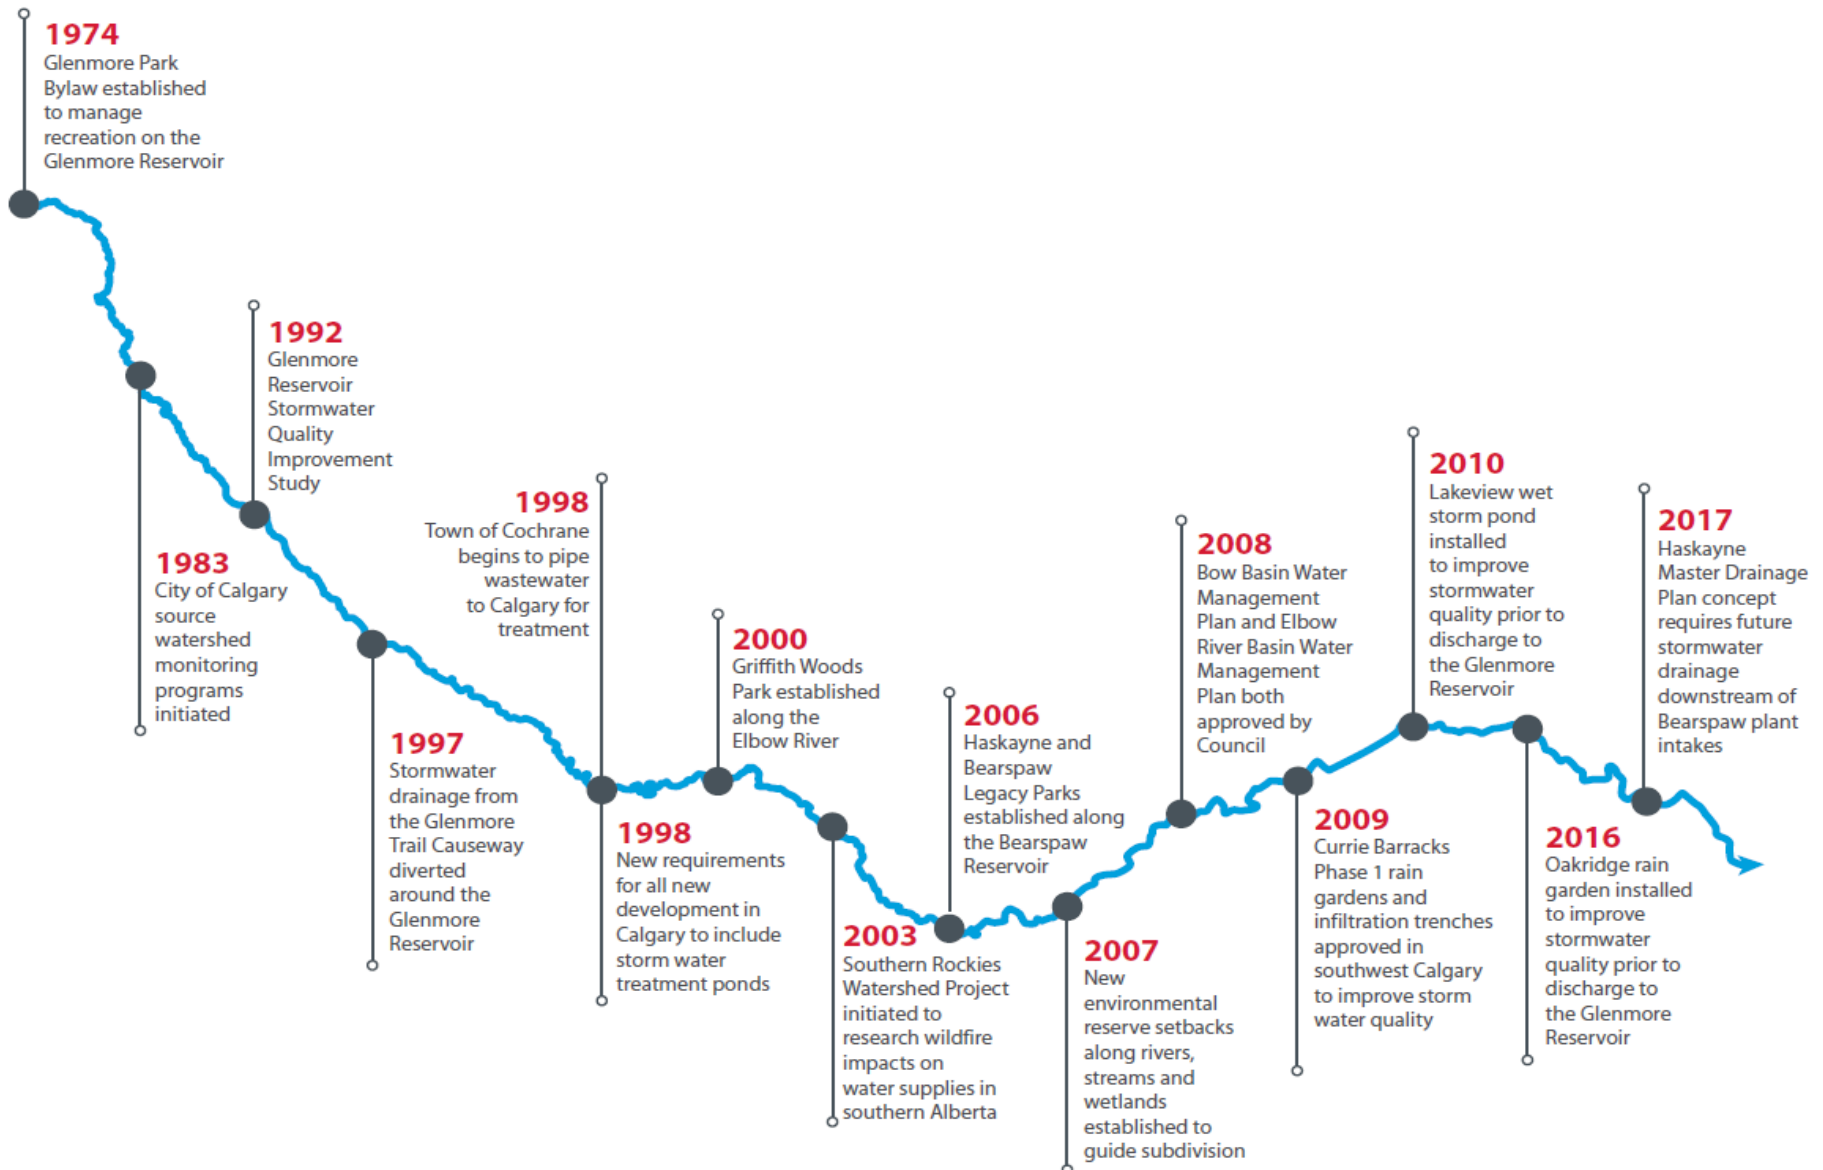 1974
Glenmore Park
Bylaw established
to manage
recreation on the
Glenmore Reservoir
1983
City of Calgary
source
watershed
monitoring
programs
initiated
1992
Glenmore
Reservoir
Stormwater
Quality
Improvement
Study
1997
Stormwater
drainage from
the Glenmore
Trail Causeway
diverted
around the
Glenmore
Reservoir
1998
Town of Cochrane
begins to pipe
wastewater
to Calgary for
treatment
1998
New requirements
for all new
development in
Calgary to include
storm water
treatment ponds
2000
Griffith Woods
Park established
along the
Elbow River
2003
Southern Rockies
Watershed Project
initiated to
research wildfire
impacts on
water supplies in
southern Alberta
2006
Haskayne and
Bearspaw
Legacy Parks
established along
the Bearspaw
Reservoir
2007
New
environmental
reserve setbacks
along rivers,
streams and
wetlands
established to
guide subdivision
2008
Bow Basin Water
Management
Plan and Elbow
River Basin Water
Management
Plan both
approved by
Council
2009
Currie Barracks
Phase 1 rain
gardens and
infiltration trenches
approved in
southwest Calgary
to improve storm
water quality
2010
Lakeview wet
storm pond
installed
to improve
stormwater
quality prior to
discharge to
the Glenmore
Reservoir
2016
Oakridge rain
garden installed
to improve
stormwater
quality prior to
discharge to
the Glenmore
Reservoir
2017
Haskayne
Master Drainage
Plan concept
requires future
stormwater
drainage
downstream of
Bearspaw plant
intakes